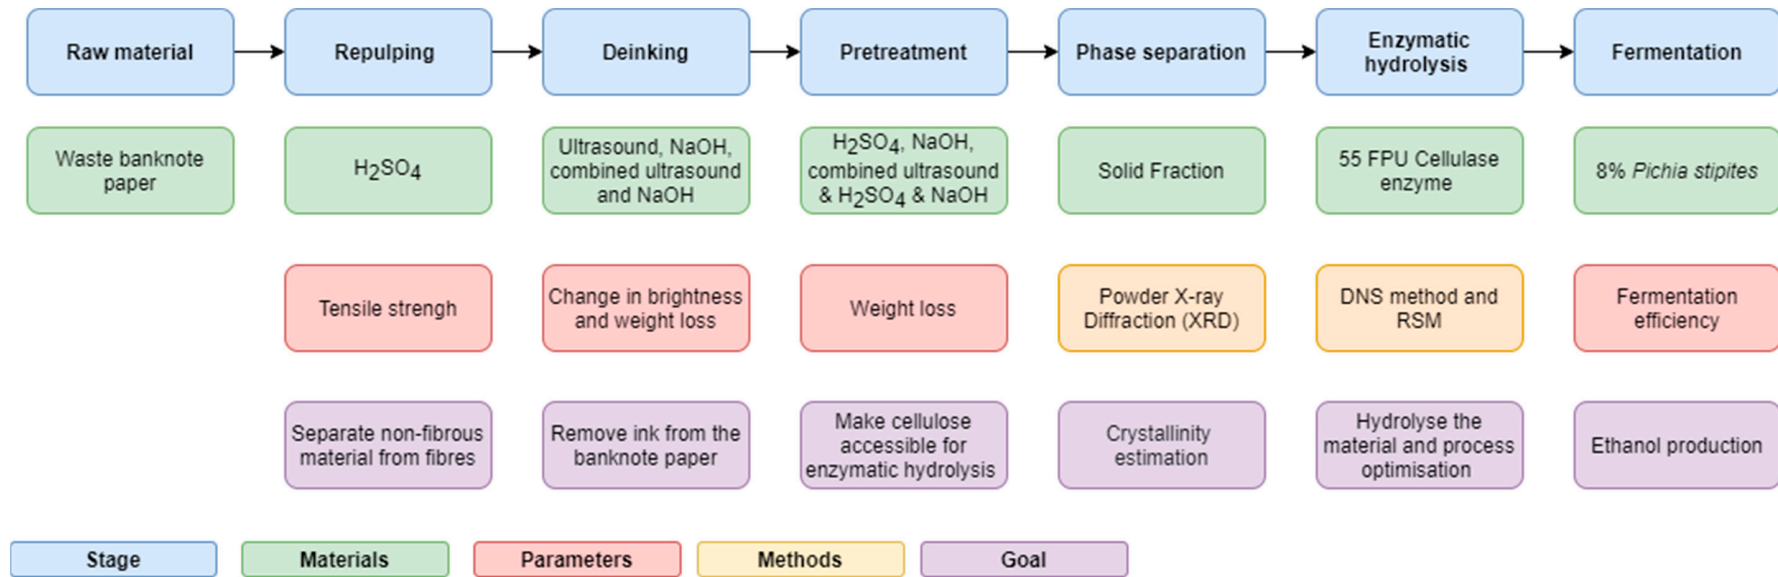 Raw material
Repulping
Deinking
Pretreatment
Phase separation
Enzymatic
hydrolysis
Fermentation
Waste banknote
paper
H2SO4
Ultrasound, NaOH,
combined ultrasound
and NaOH
H2SO4, NaOH,
combined ultrasound
& H2SO4 & NaOH
Solid Fraction
55 FPU Cellulase
enzyme
8% Pichia stipites
Tensile strengh
Change in brightness
and weight loss
Weight loss
Powder X-ray
Diffraction (XRD)
DNS method and
RSM
Fermentation
efficiency
Separate non-fibrous
material from fibres
Remove ink from the
banknote paper
Make cellulose
accessible for
enzymatic hydrolysis
Crystallinity
estimation
Hydrolyse the
material and process
optimisation
Ethanol production
Stage
Materials
Parameters
Methods
Goal